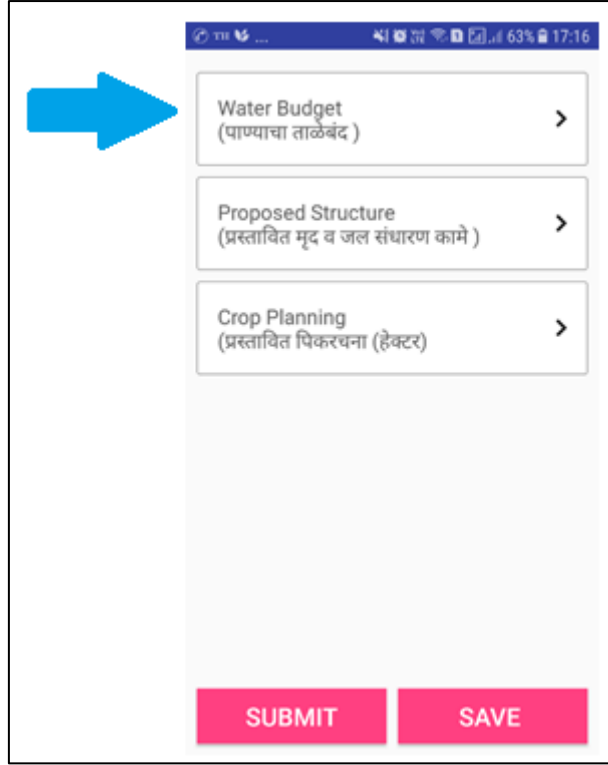 ... 63% 17:16
Water Budget
(पाण्याचा ताळेबंद )
Proposed Structure
(प्रस्तावित मृद व जल संधारण कामे )
Crop Planning
(प्रस्तावित पिकरचना (हेक्टर)
SUBMIT SAVE